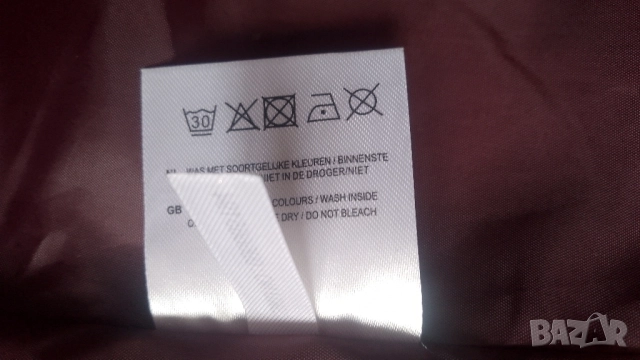 30
WAS MET SOORTGELIJKE KLEUREN / BINNENSTE
NIET IN DE DROGER/NIET
GB COLOURS / WASH INSIDE
DRY / DO NOT BLEACH
BAZAR